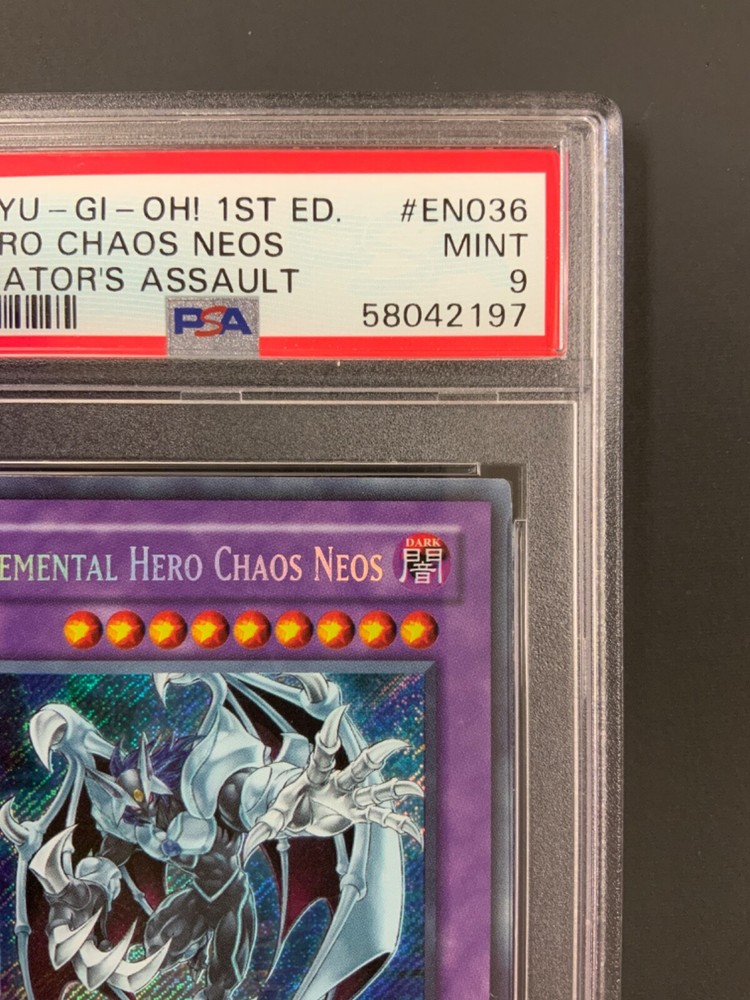 YU-GI-OH! 1ST ED. #EN036
RO CHAOS NEOS MINT
ATOR'S ASSAULT 9
PSA 58042197
EMENTAL HERO CHAOS NEOS
DARK
闇